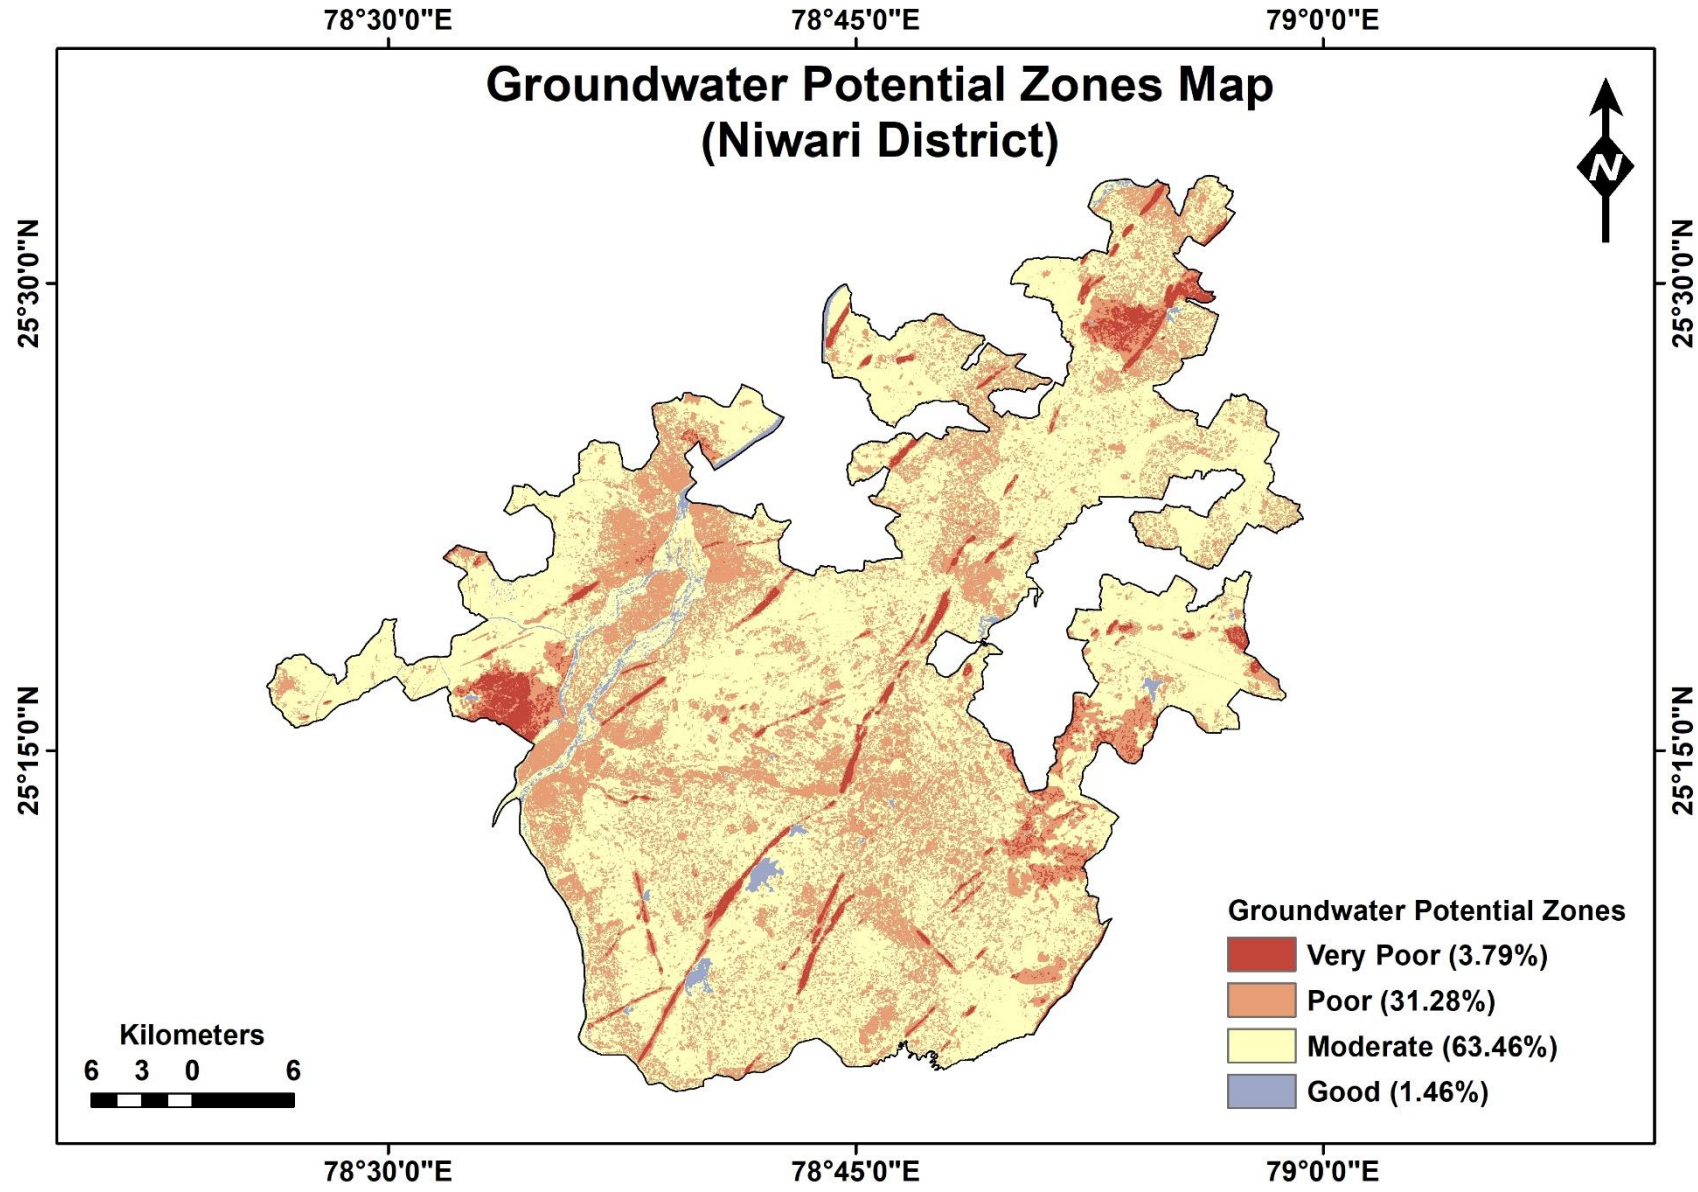 78°30'0"E 78°45'0"E 79°0'0"E
Groundwater Potential Zones Map
(Niwari District)
N
25°30'0"N 25°30'0"N
25°15'0"N 25°15'0"N
Groundwater Potential Zones
Very Poor (3.79%)
Poor (31.28%)
Moderate (63.46%)
Good (1.46%)
Kilometers
6 3 0 6
78°30'0"E 78°45'0"E 79°0'0"E